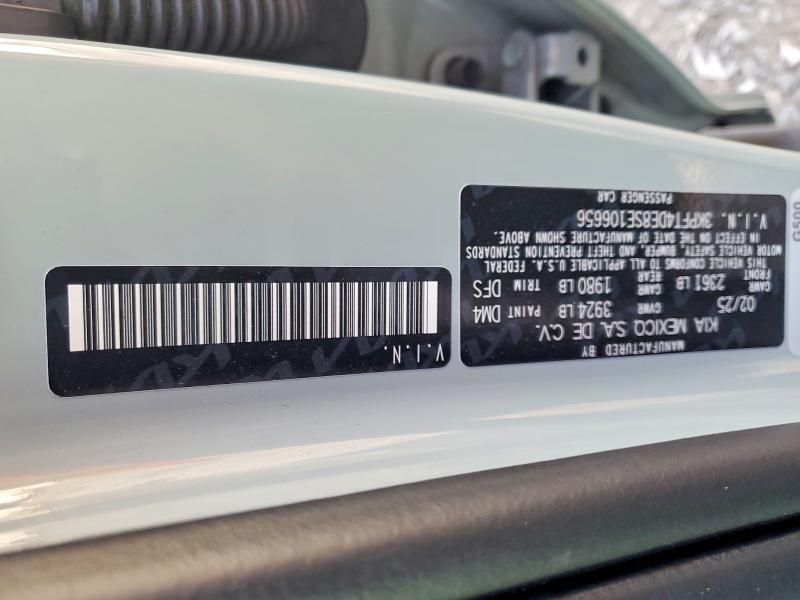 MANUFACTURED BY
KIA MEXICO, S.A. DE C.V.
02/25 GVWR 3924 LB PAINT DM4
GAWR FRONT 2361 LB GAWR REAR 1980 LB TRIM DFS
THIS VEHICLE CONFORMS TO ALL APPLICABLE U.S.A. FEDERAL
MOTOR VEHICLE SAFETY, BUMPER, AND THEFT PREVENTION STANDARDS
IN EFFECT ON THE DATE OF MANUFACTURE SHOWN ABOVE.
V.I.N. 3KPFT4DE8SE106656
PASSENGER CAR
V.I.N.
G500